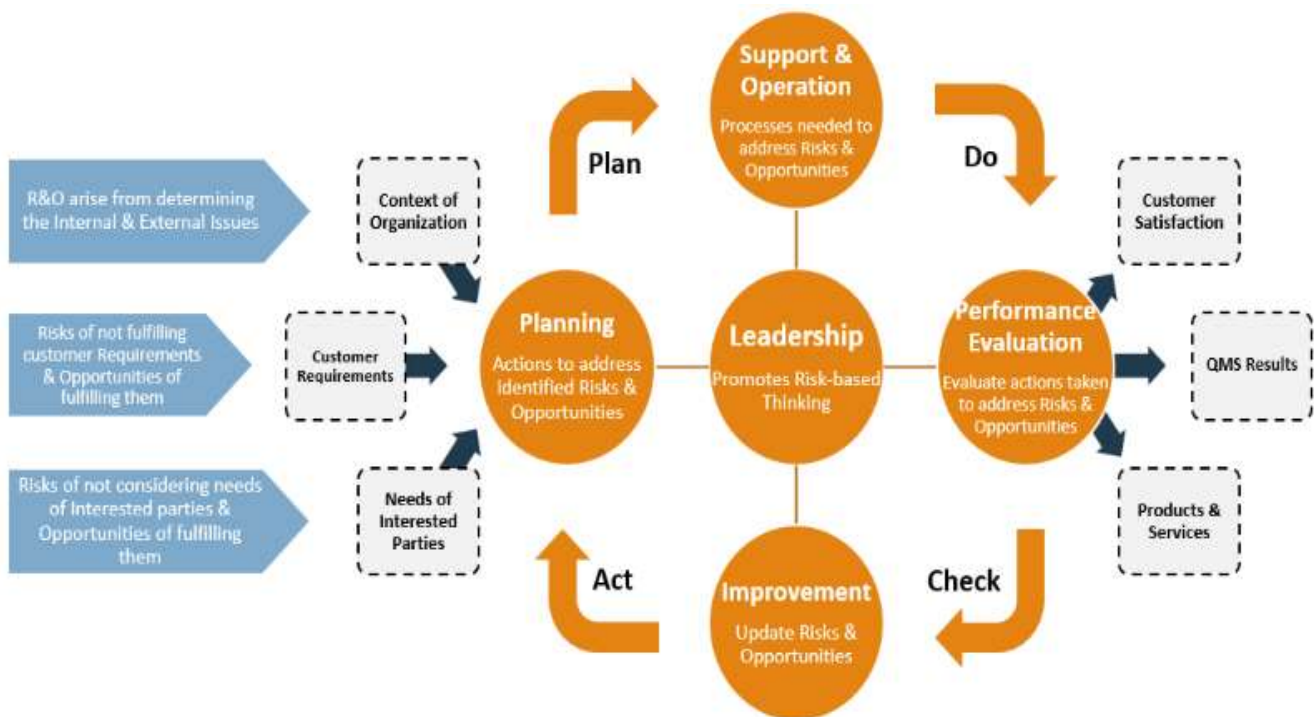 Support &
Operation
Processes needed to
address Risks &
Opportunities
Plan
Do
R&O arise from determining
the Internal & External Issues
Context of
Organization
Customer
Satisfaction
Risks of not fulfilling
customer Requirements
& Opportunities of
fulfilling them
Customer
Requirements
Planning
Actions to address
identified Risks &
Opportunities
Leadership
Promotes Risk-based
Thinking
Performance
Evaluation
Evaluate actions taken
to address Risks &
Opportunities
QMS Results
Risks of not considering needs
of Interested parties &
Opportunities of fulfilling
them
Needs of
Interested
Parties
Products &
Services
Act
Improvement
Update Risks &
Opportunities
Check